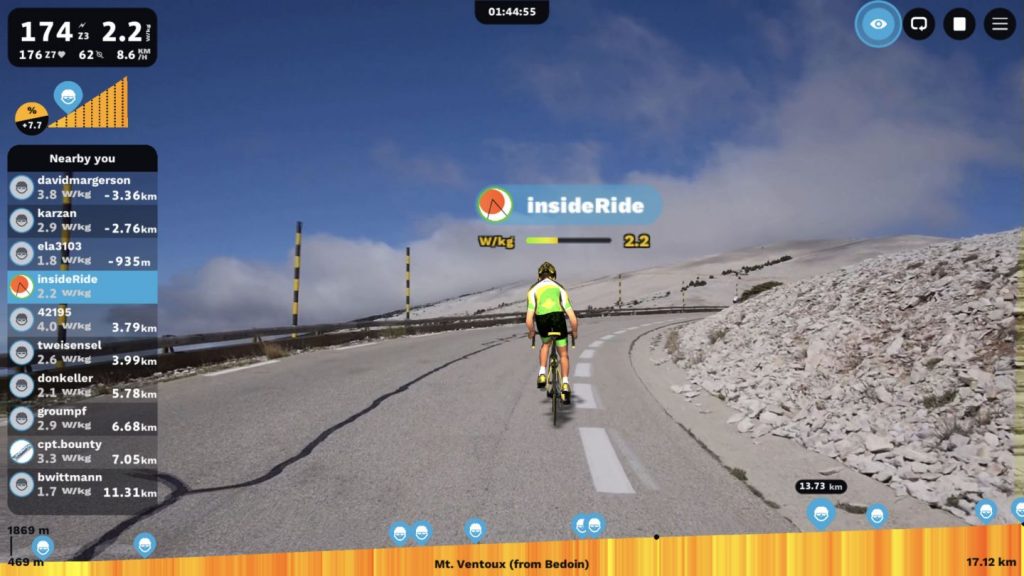 01:44:55
174 Z3 2.2 W/kg
176 Z7 62 8.6 KM/H
%
+7.7
Nearby you
davidmargerson
3.8 W/kg -3.36km
karzan
2.9 W/kg -2.76km
ela3103
1.8 W/kg -935m
insideRide
2.2 W/kg
42195
4.0 W/kg 3.79km
tweisensel
2.6 W/kg 3.99km
donkeller
2.1 W/kg 5.78km
groumpf
2.9 W/kg 6.68km
cpt.bounty
3.3 W/kg 7.05km
bwittmann
1.7 W/kg 11.31km
insideRide
W/kg 2.2
13.73 km
1869 m
469 m
Mt. Ventoux (from Bedoin)
17.12 km